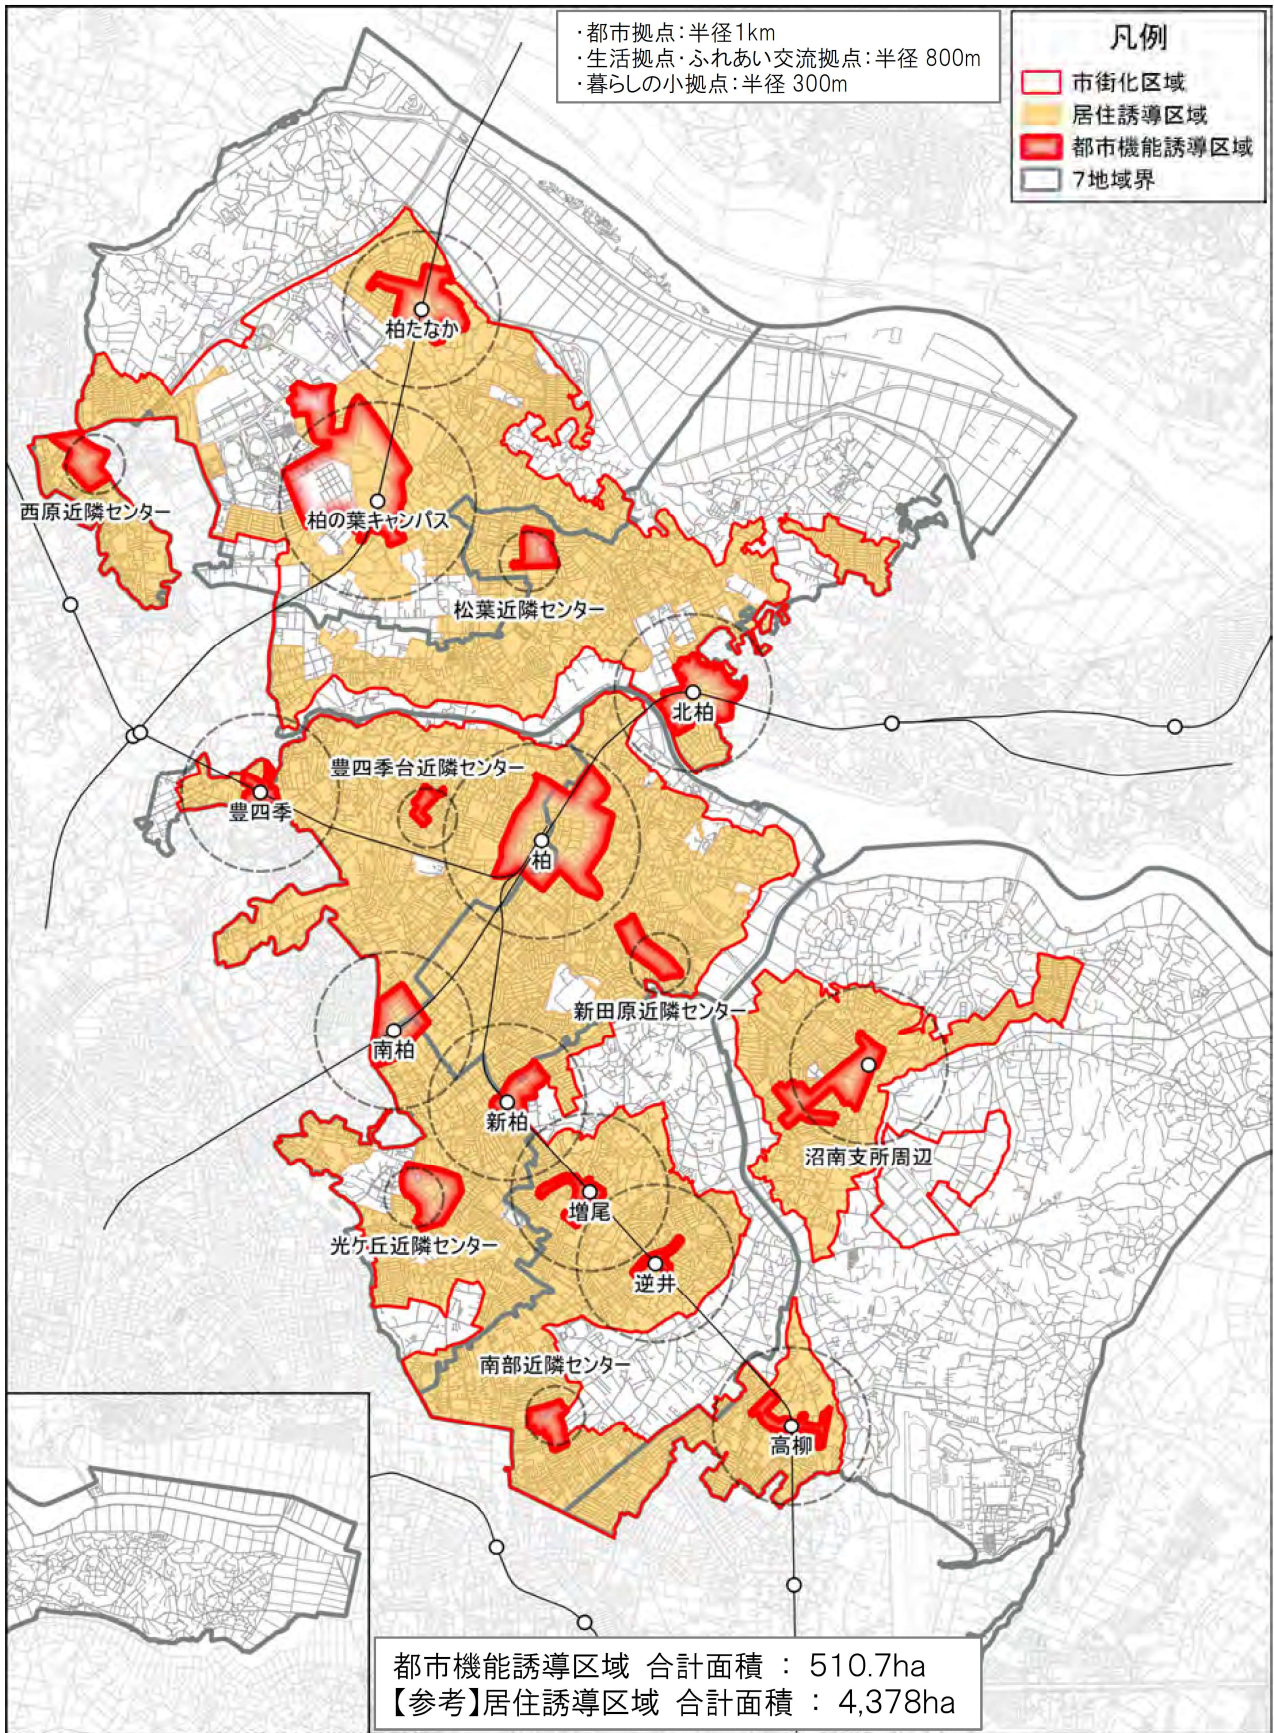 ・都市拠点：半径1km
・生活拠点・ふれあい交流拠点：半径 800m
・暮らしの小拠点：半径 300m
凡例
市街化区域
居住誘導区域
都市機能誘導区域
7地域界
柏たなか
西原近隣センター
柏の葉キャンパス
松葉近隣センター
北柏
豊四季台近隣センター
豊四季
柏
新田原近隣センター
南柏
新柏
沼南支所周辺
増尾
光ケ丘近隣センター
逆井
南部近隣センター
高柳
都市機能誘導区域 合計面積 ： 510.7ha
【参考】居住誘導区域 合計面積 ： 4,378ha